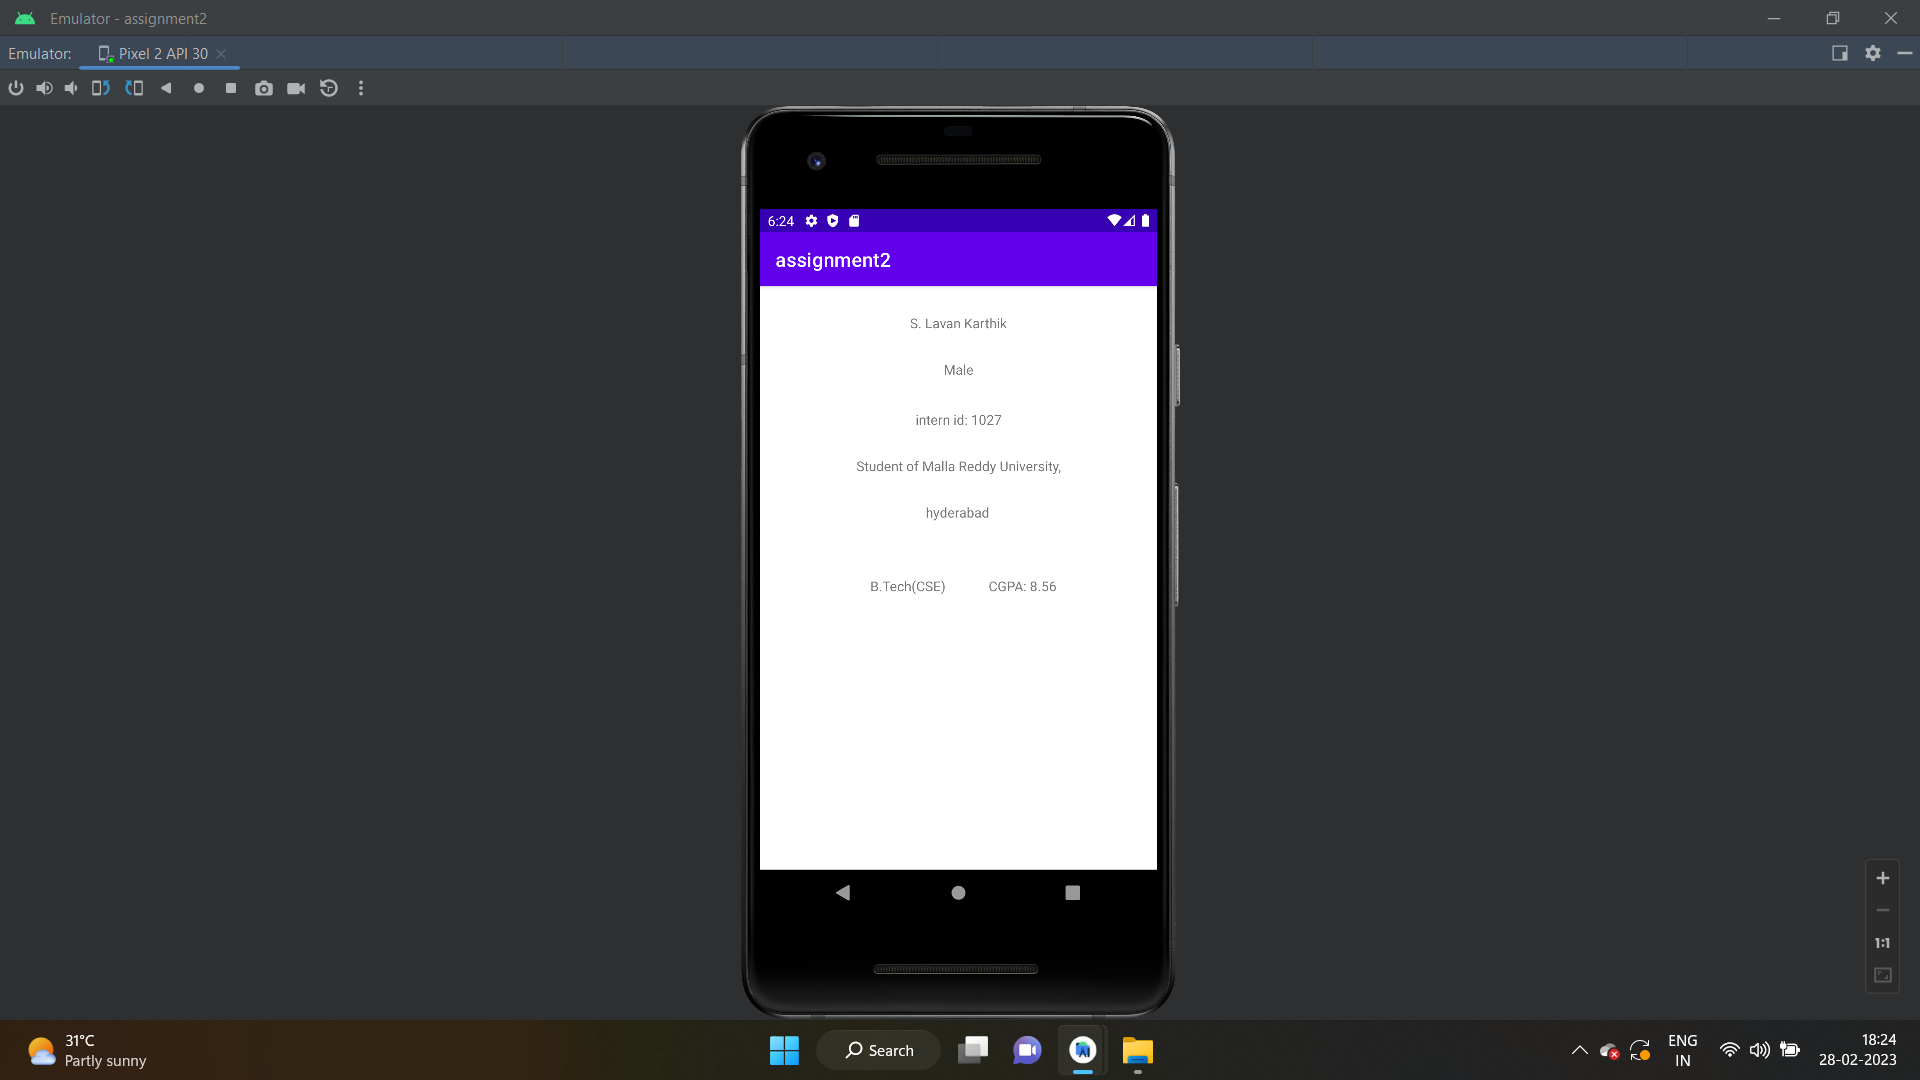 Emulator - assignment2
Emulator: Pixel 2 API 30
6:24
assignment2
S. Lavan Karthik
Male
intern id: 1027
Student of Malla Reddy University,
hyderabad
B.Tech(CSE) CGPA: 8.56
1:1
31°C
Partly sunny
Search
ENG
IN
18:24
28-02-2023